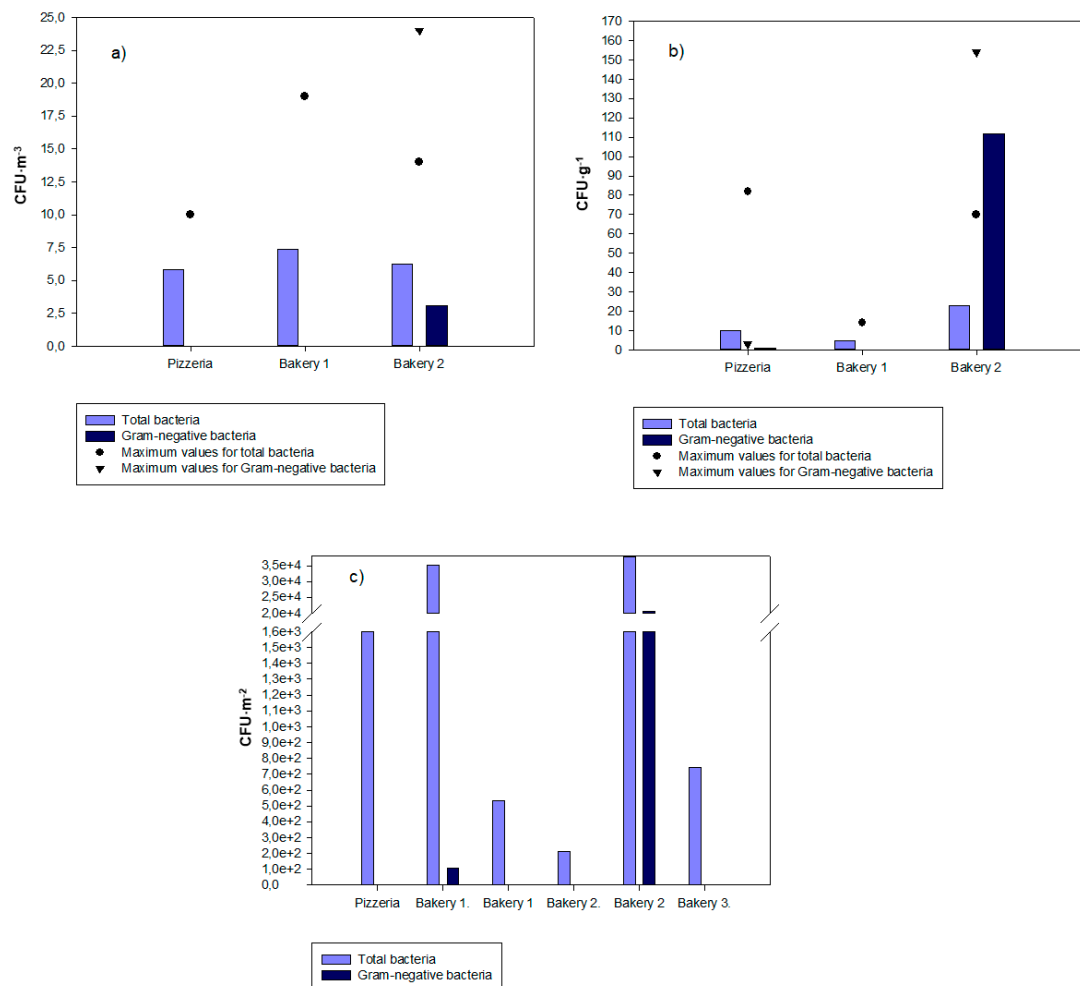 a)
25,0
22,5
20,0
17,5
15,0
12,5
10,0
7,5
5,0
2,5
0,0
CFU·m⁻³
Pizzeria Bakery 1 Bakery 2
Total bacteria
Gram-negative bacteria
Maximum values for total bacteria
Maximum values for Gram-negative bacteria
b)
170
160
150
140
130
120
110
100
90
80
70
60
50
40
30
20
10
0
CFU·g⁻¹
Pizzeria Bakery 1 Bakery 2
Total bacteria
Gram-negative bacteria
Maximum values for total bacteria
Maximum values for Gram-negative bacteria
c)
3,5e+4
3,0e+4
2,5e+4
2,0e+4
1,6e+3
1,5e+3
1,4e+3
1,3e+3
1,2e+3
1,1e+3
1,0e+3
9,0e+2
8,0e+2
7,0e+2
6,0e+2
5,0e+2
4,0e+2
3,0e+2
2,0e+2
1,0e+2
0,0
CFU·m⁻²
Pizzeria Bakery 1. Bakery 1 Bakery 2. Bakery 2 Bakery 3.
Total bacteria
Gram-negative bacteria